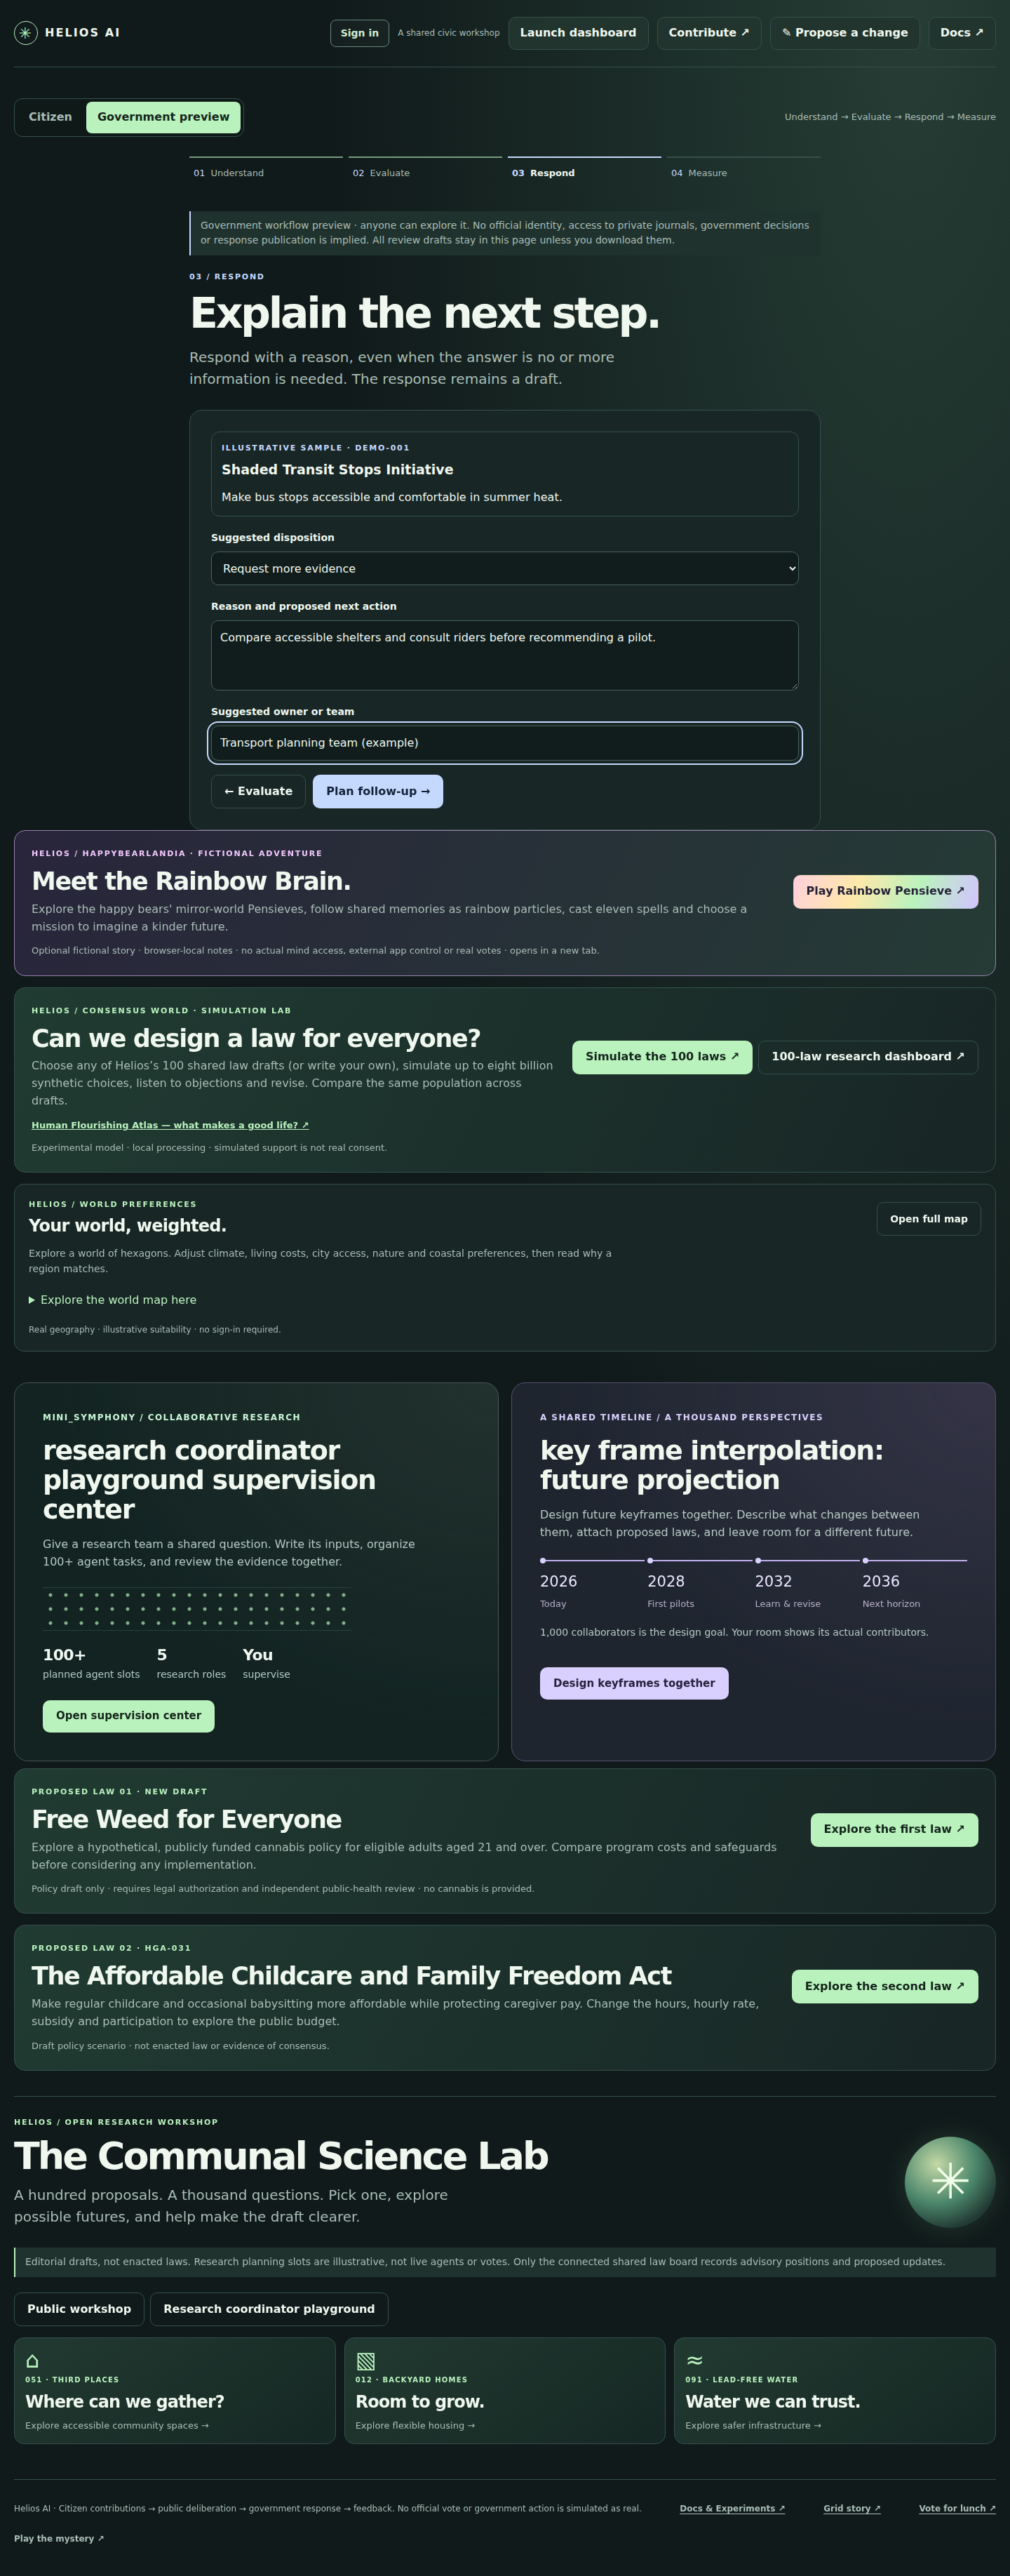 HELIOS AI
Sign in
A shared civic workshop
Launch dashboard
Contribute ↗
✎ Propose a change
Docs ↗
Citizen
Government preview
Understand → Evaluate → Respond → Measure
01 Understand
02 Evaluate
03 Respond
04 Measure
Government workflow preview · anyone can explore it. No official identity, access to private journals, government decisions
or response publication is implied. All review drafts stay in this page unless you download them.
03 / RESPOND
Explain the next step.
Respond with a reason, even when the answer is no or more
information is needed. The response remains a draft.
ILLUSTRATIVE SAMPLE · DEMO-001
Shaded Transit Stops Initiative
Make bus stops accessible and comfortable in summer heat.
Suggested disposition
Request more evidence
Reason and proposed next action
Compare accessible shelters and consult riders before recommending a pilot.
Suggested owner or team
Transport planning team (example)
← Evaluate
Plan follow-up →
HELIOS / HAPPYBEARLANDIA · FICTIONAL ADVENTURE
Meet the Rainbow Brain.
Explore the happy bears' mirror-world Pensieves, follow shared memories as rainbow particles, cast eleven spells and choose a
mission to imagine a kinder future.
Optional fictional story · browser-local notes · no actual mind access, external app control or real votes · opens in a new tab.
Play Rainbow Pensieve ↗
HELIOS / CONSENSUS WORLD · SIMULATION LAB
Can we design a law for everyone?
Choose any of Helios’s 100 shared law drafts (or write your own), simulate up to eight billion
synthetic choices, listen to objections and revise. Compare the same population across
drafts.
Human Flourishing Atlas — what makes a good life? ↗
Experimental model · local processing · simulated support is not real consent.
Simulate the 100 laws ↗
100-law research dashboard ↗
HELIOS / WORLD PREFERENCES
Your world, weighted.
Explore a world of hexagons. Adjust climate, living costs, city access, nature and coastal preferences, then read why a
region matches.
▶ Explore the world map here
Real geography · illustrative suitability · no sign-in required.
Open full map
MINI_SYMPHONY / COLLABORATIVE RESEARCH
research coordinator
playground supervision
center
Give a research team a shared question. Write its inputs, organize
100+ agent tasks, and review the evidence together.
100+
planned agent slots
5
research roles
You
supervise
Open supervision center
A SHARED TIMELINE / A THOUSAND PERSPECTIVES
key frame interpolation:
future projection
Design future keyframes together. Describe what changes between
them, attach proposed laws, and leave room for a different future.
2026
Today
2028
First pilots
2032
Learn & revise
2036
Next horizon
1,000 collaborators is the design goal. Your room shows its actual contributors.
Design keyframes together
PROPOSED LAW 01 · NEW DRAFT
Free Weed for Everyone
Explore a hypothetical, publicly funded cannabis policy for eligible adults aged 21 and over. Compare program costs and safeguards
before considering any implementation.
Policy draft only · requires legal authorization and independent public-health review · no cannabis is provided.
Explore the first law ↗
PROPOSED LAW 02 · HGA-031
The Affordable Childcare and Family Freedom Act
Make regular childcare and occasional babysitting more affordable while protecting caregiver pay. Change the hours, hourly rate,
subsidy and participation to explore the public budget.
Draft policy scenario · not enacted law or evidence of consensus.
Explore the second law ↗
HELIOS / OPEN RESEARCH WORKSHOP
The Communal Science Lab
A hundred proposals. A thousand questions. Pick one, explore
possible futures, and help make the draft clearer.
Editorial drafts, not enacted laws. Research planning slots are illustrative, not live agents or votes. Only the connected shared law board records advisory positions and proposed updates.
Public workshop
Research coordinator playground
051 · THIRD PLACES
Where can we gather?
Explore accessible community spaces →
012 · BACKYARD HOMES
Room to grow.
Explore flexible housing →
091 · LEAD-FREE WATER
Water we can trust.
Explore safer infrastructure →
Helios AI · Citizen contributions → public deliberation → government response → feedback. No official vote or government action is simulated as real.
Docs & Experiments ↗
Grid story ↗
Vote for lunch ↗
Play the mystery ↗